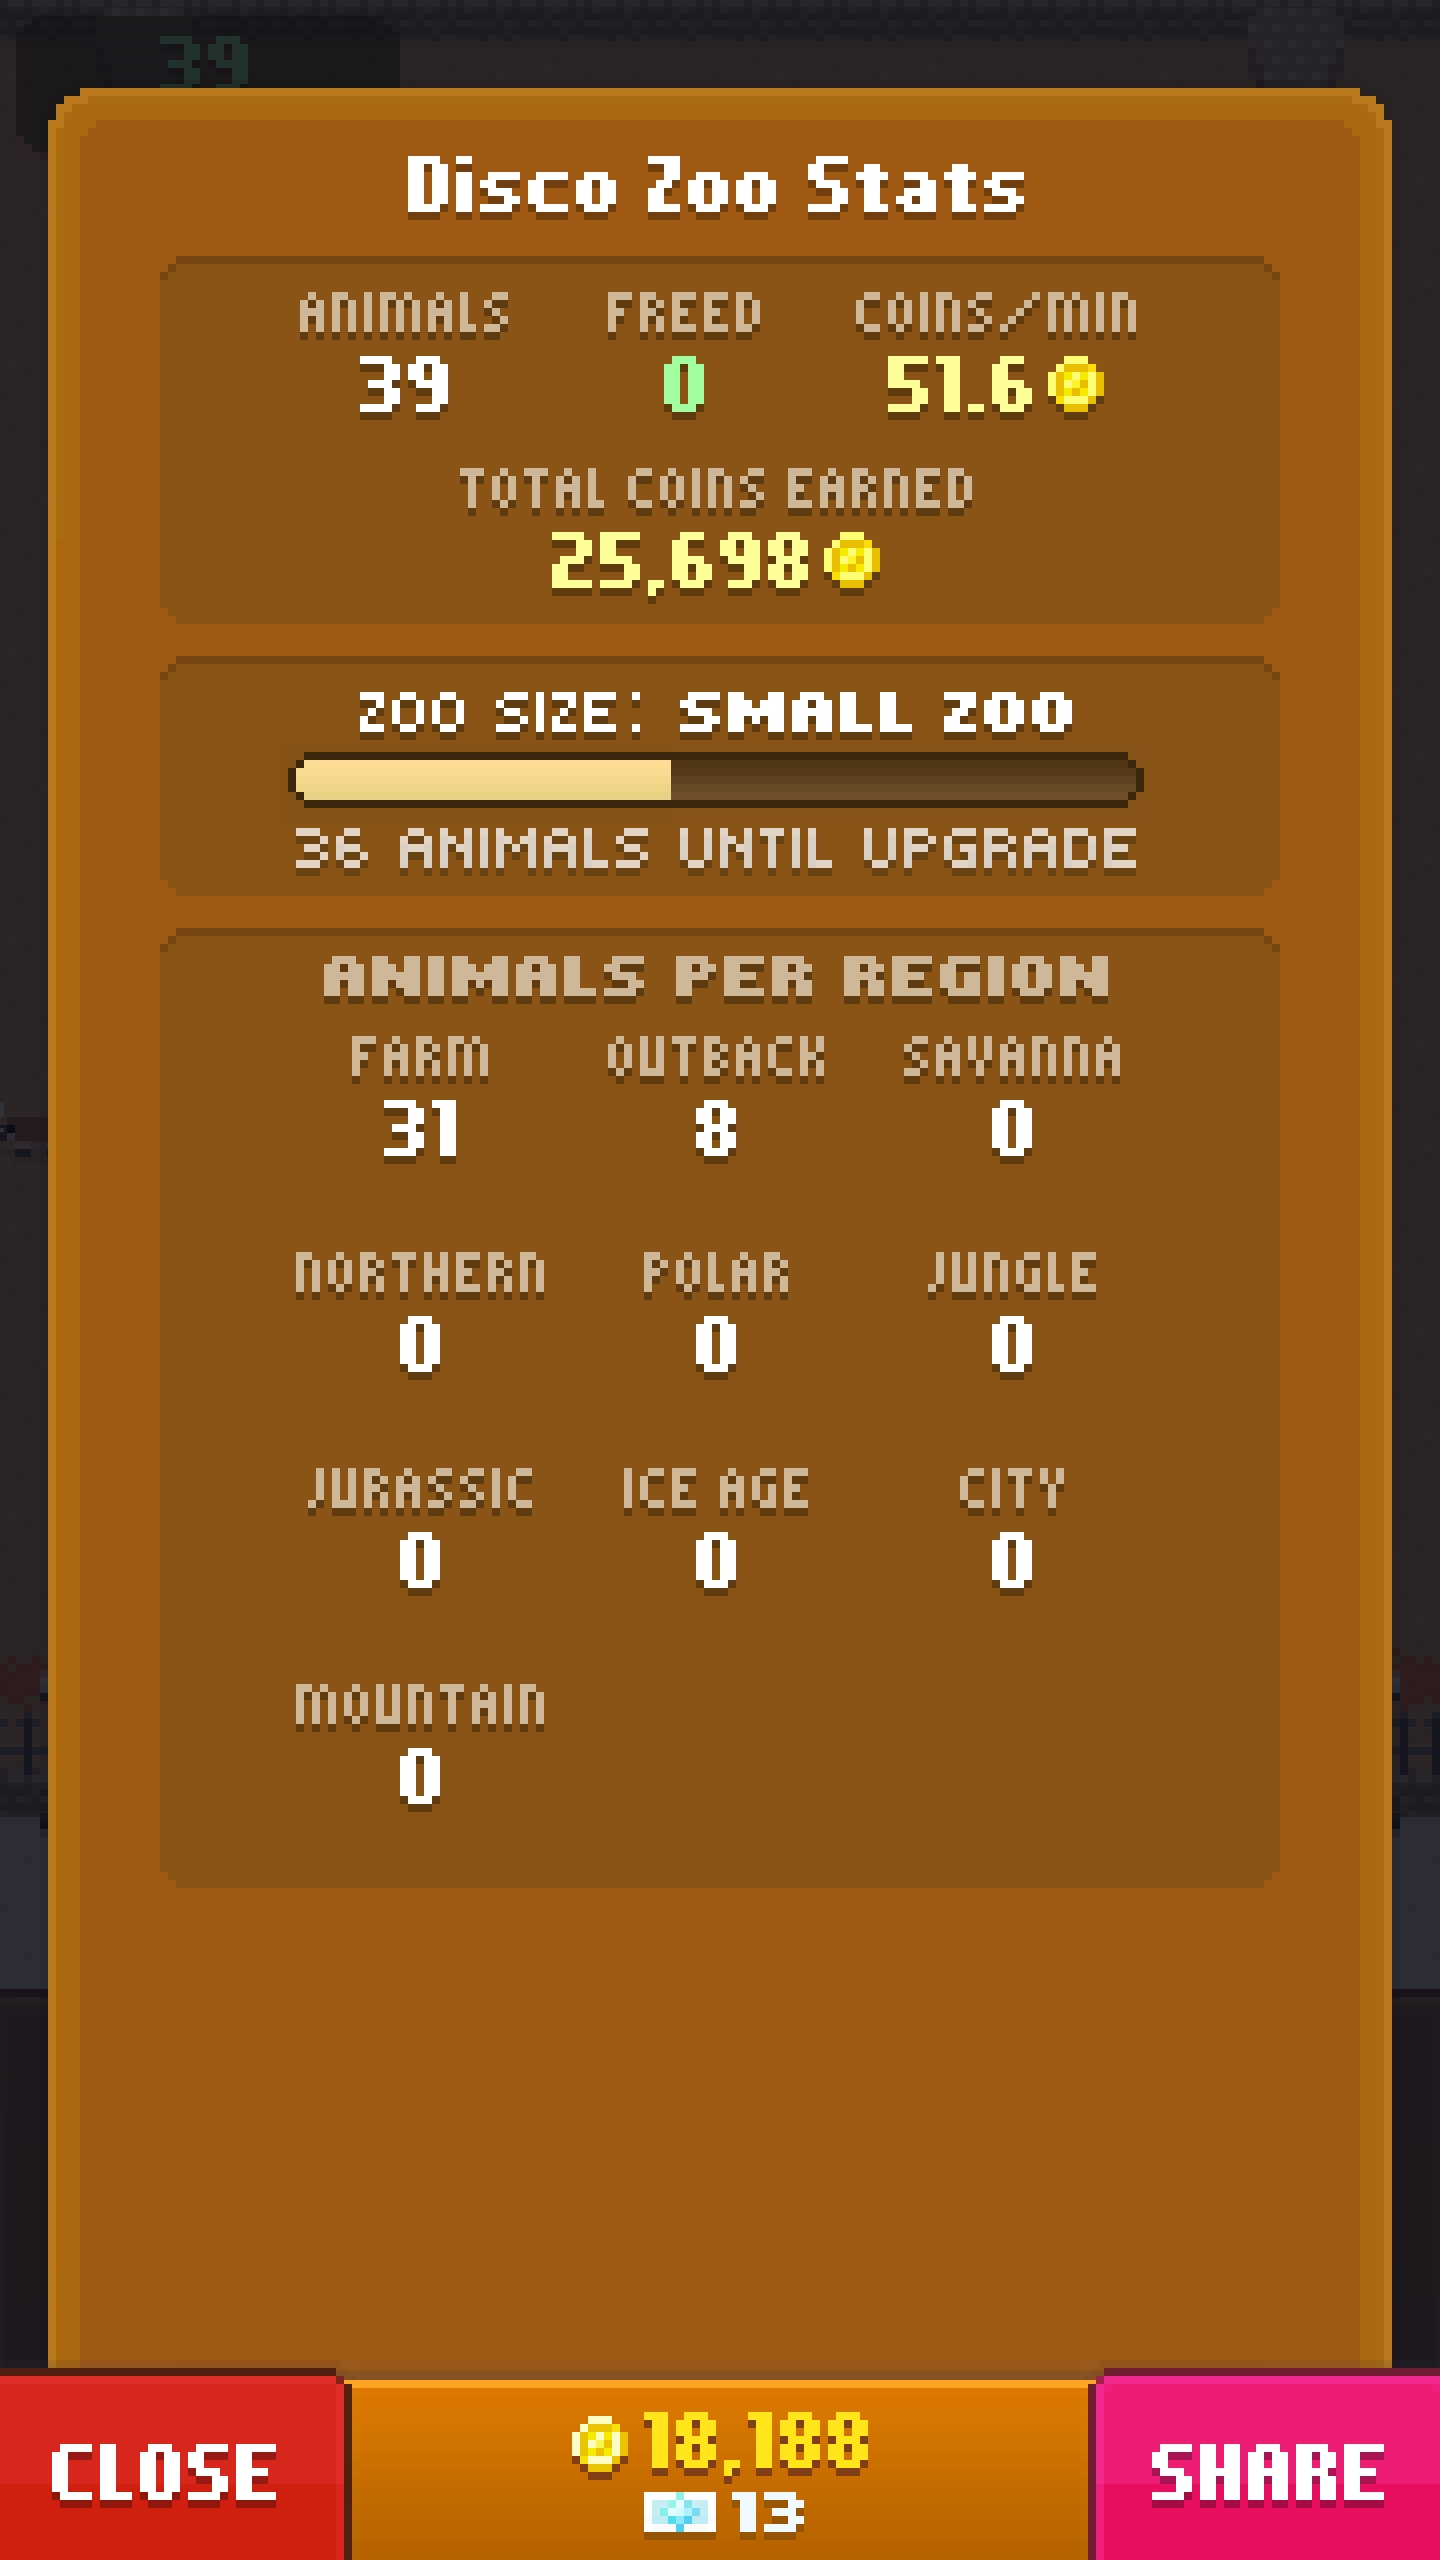 39
Disco Zoo Stats
ANIMALS FREED COINS/MIN
39 0 51.6
TOTAL COINS EARNED
25,698
ZOO SIZE: SMALL ZOO
36 ANIMALS UNTIL UPGRADE
ANIMALS PER REGION
FARM OUTBACK SAVANNA
31 8 0
NORTHERN POLAR JUNGLE
0 0 0
JURASSIC ICE AGE CITY
0 0 0
MOUNTAIN
0
CLOSE 18,188 SHARE
13